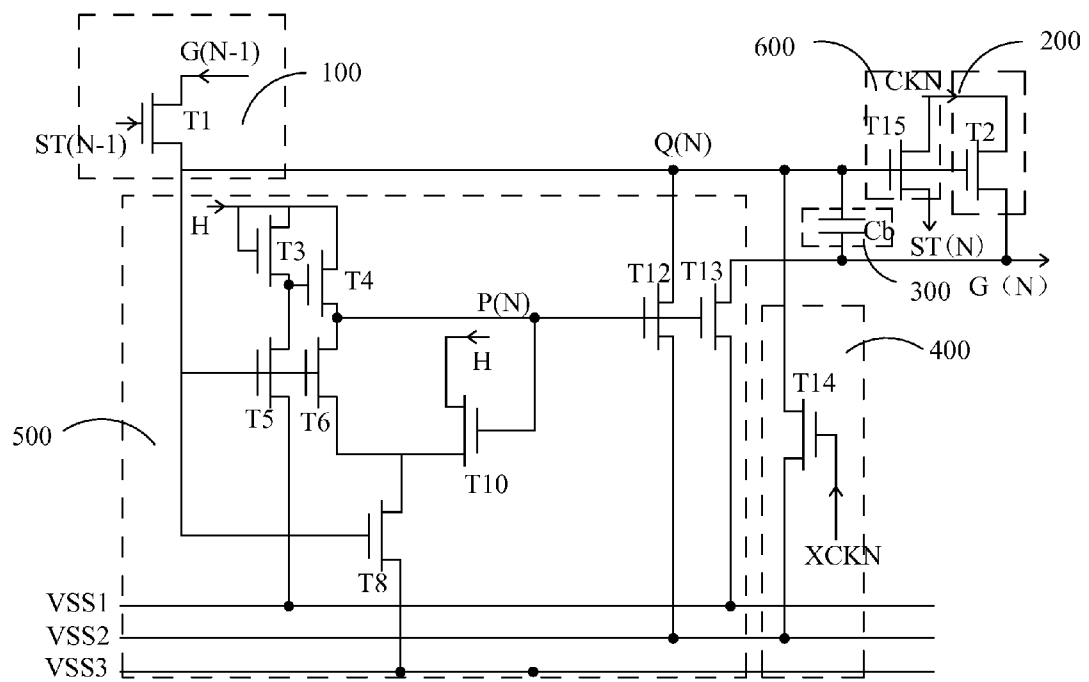 G(N-1)
100
T1
ST(N-1)
600
200
CKN
T15
T2
Q(N)
Cb
ST(N)
300
G (N)
H
T3
T4
T12
T13
P(N)
H
400
T14
T5
T6
500
T10
XCKN
T8
VSS1
VSS2
VSS3